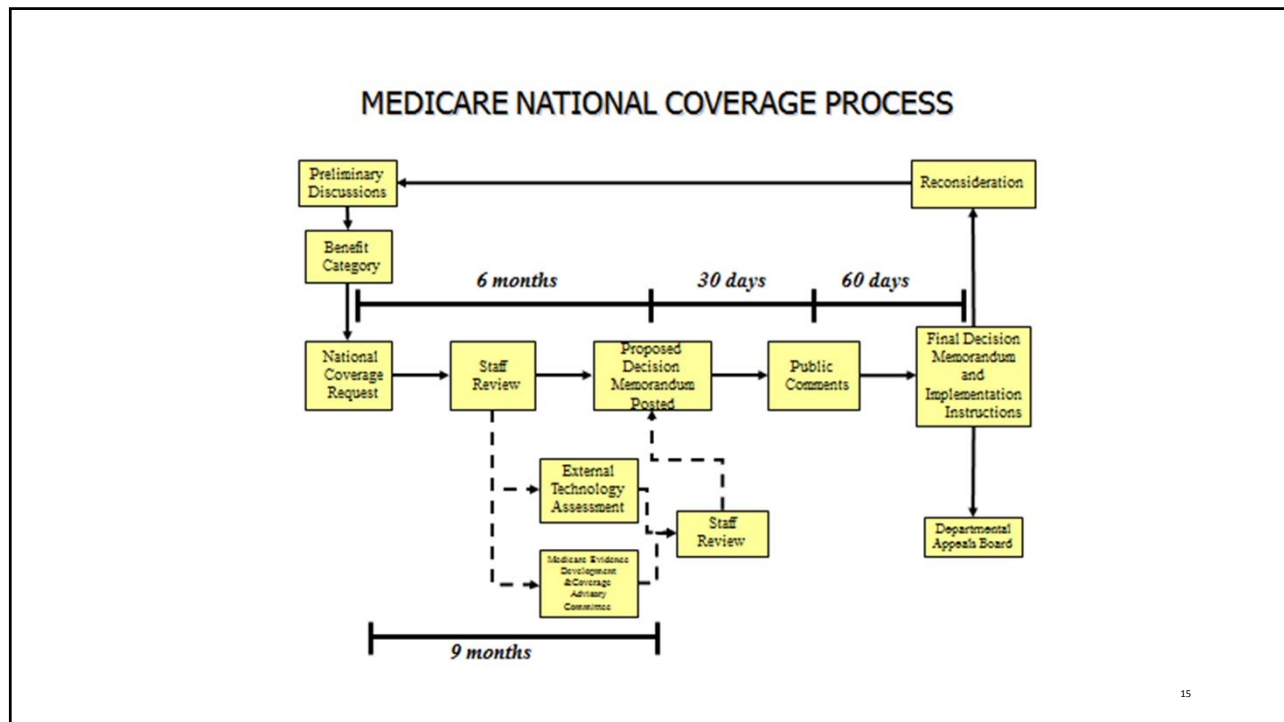 MEDICARE NATIONAL COVERAGE PROCESS
Preliminary
Discussions
Reconsideration
Benefit
Category
6 months
30 days
60 days
National
Coverage
Request
Staff
Review
Proposed
Decision
Memorandum
Posted
Public
Comments
Final Decision
Memorandum
and
Implementation
Instructions
External
Technology
Assessment
Staff
Review
Departmental
Appeals Board
Medicare Evidence
Development
&Coverage
Advisory
Committee
9 months
15